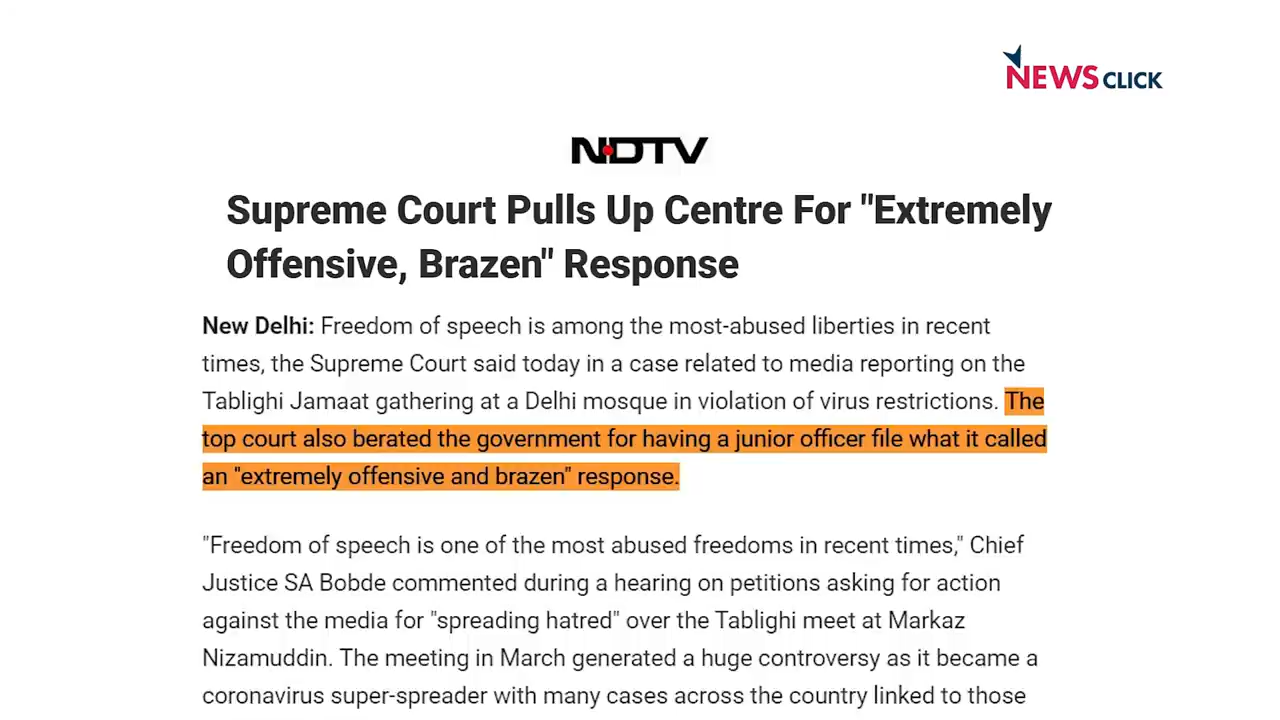 NEWSCLICK
NDTV
Supreme Court Pulls Up Centre For "Extremely
Offensive, Brazen" Response
New Delhi: Freedom of speech is among the most-abused liberties in recent
times, the Supreme Court said today in a case related to media reporting on the
Tablighi Jamaat gathering at a Delhi mosque in violation of virus restrictions. The
top court also berated the government for having a junior officer file what it called
an "extremely offensive and brazen" response.
"Freedom of speech is one of the most abused freedoms in recent times," Chief
Justice SA Bobde commented during a hearing on petitions asking for action
against the media for "spreading hatred" over the Tablighi meet at Markaz
Nizamuddin. The meeting in March generated a huge controversy as it became a
coronavirus super-spreader with many cases across the country linked to those